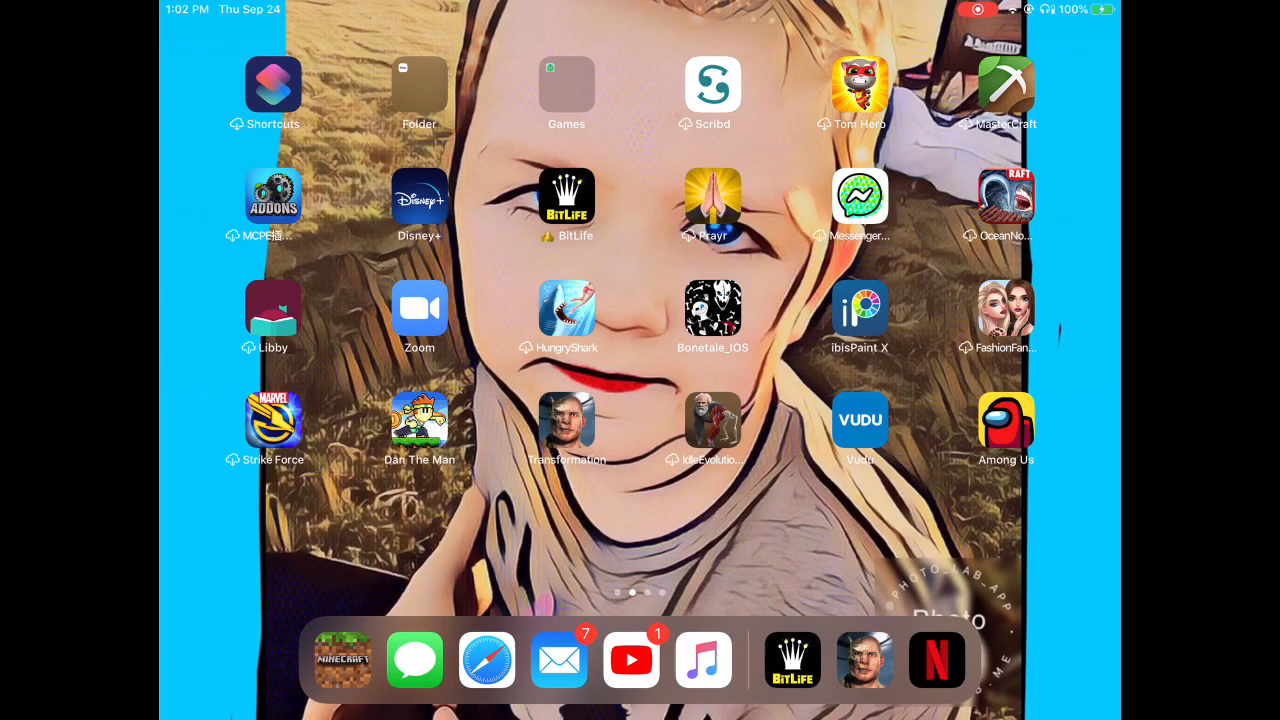 1:02 PM Thu Sep 24 100%
Shortcuts Folder Games Scribd Tom Hero MasterCraft
ADDONS Disney+ BitLife RAFT
MCPE插... Disney+ BitLife Prayr Messenger... OceanNo...
Libby Zoom HungryShark Bonetale_IOS iP ibisPaint X FashionFan...
MARVEL VUDU
Strike Force Dan The Man Transformation IdleEvolutio... Vudu Among Us
@PHOTO_LAB_APP
Photo
ME
7 1
MINECRAFT BitLife N